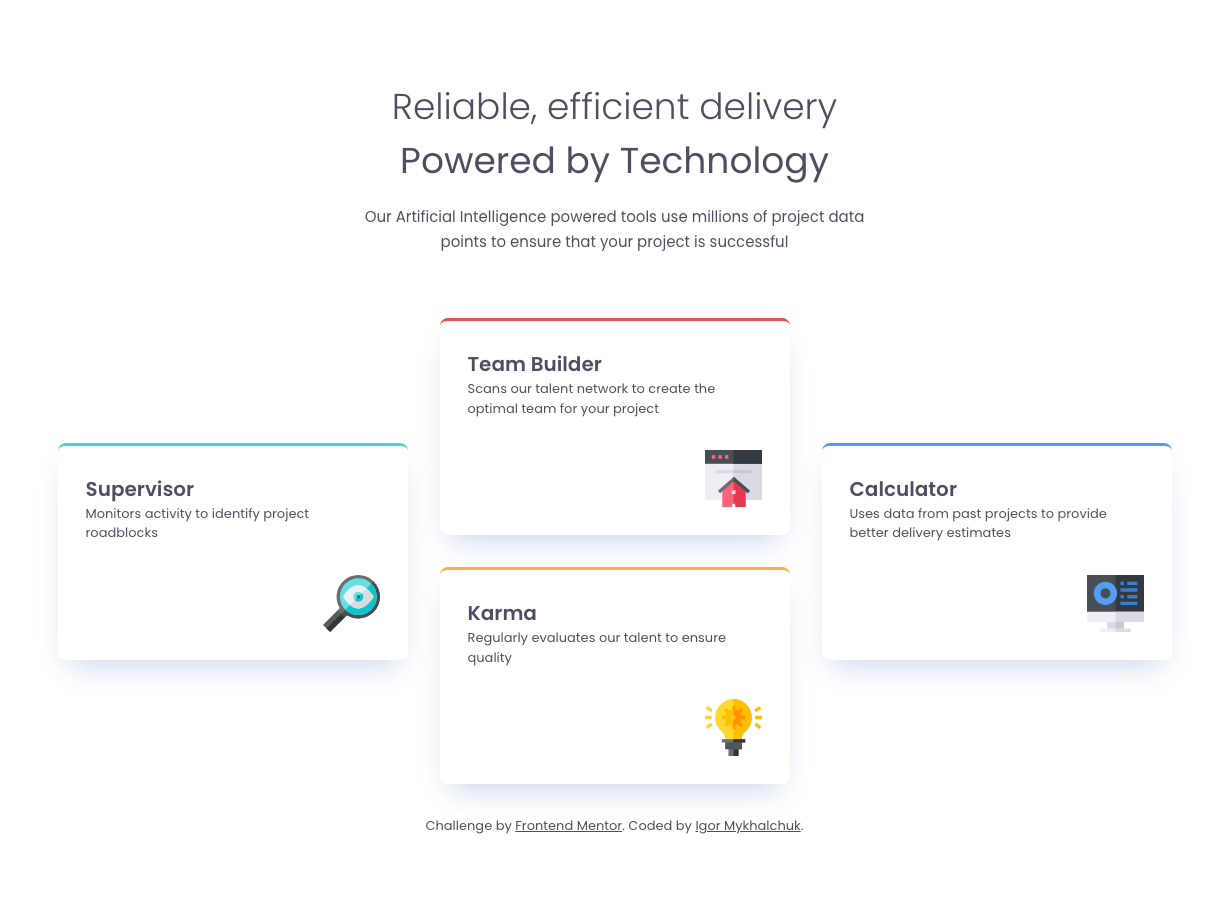 Reliable, efficient delivery
Powered by Technology
Our Artificial Intelligence powered tools use millions of project data
points to ensure that your project is successful
Supervisor
Monitors activity to identify project
roadblocks
Team Builder
Scans our talent network to create the
optimal team for your project
Karma
Regularly evaluates our talent to ensure
quality
Calculator
Uses data from past projects to provide
better delivery estimates
Challenge by Frontend Mentor. Coded by Igor Mykhalchuk.